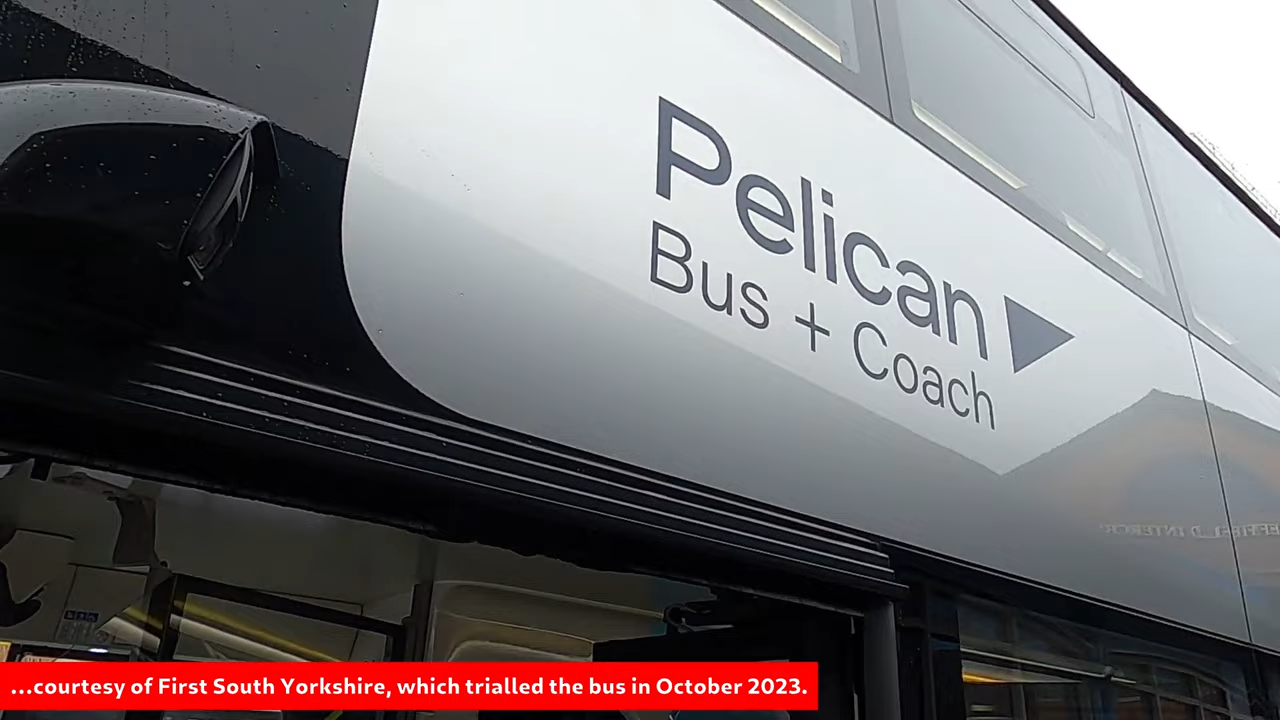 Pelican
Bus + Coach
...courtesy of First South Yorkshire, which trialled the bus in October 2023.